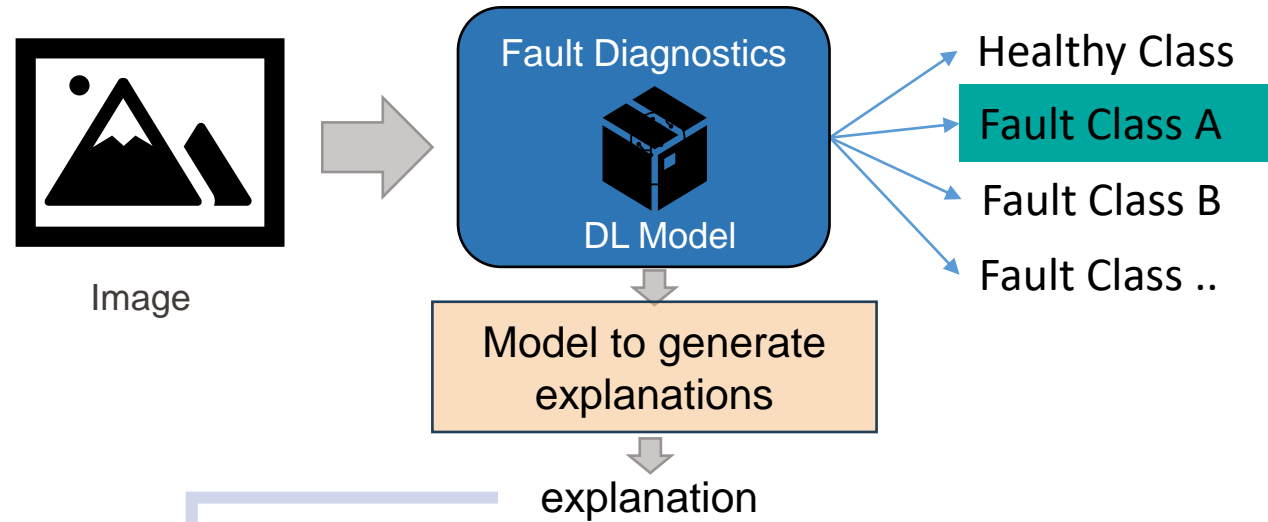 Fault Diagnostics
DL Model
Image
Healthy Class
Fault Class A
Fault Class B
Fault Class ..
Model to generate
explanations
explanation